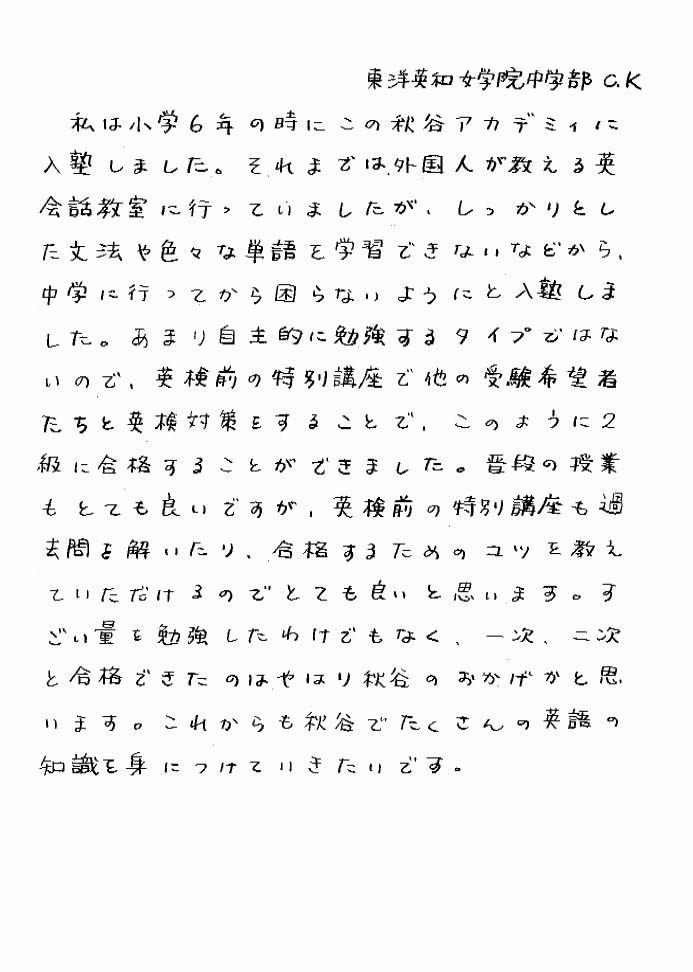 東洋英和女学院中学部 C.K
私は小学6年の時にこの秋谷アカデミィに
入塾しました。それまでは外国人が教える英
会話教室に行っていましたが、しっかりとし
た文法や色々な単語を学習できないなどから、
中学に行ってから困らないようにと入塾しま
した。あまり自主的に勉強するタイプではな
いので、英検前の特別講座で他の受験希望者
たちと英検対策をすることで、このように2
級に合格することができました。普段の授業
もとても良いですが、英検前の特別講座も過
去問を解いたり、合格するためのコツを教え
ていただけるのでとても良いと思います。す
ごい量を勉強したわけでもなく、一次、二次
と合格できたのはやはり秋谷のおかげかと思
います。これからも秋谷でたくさんの英語の
知識を身につけていきたいです。